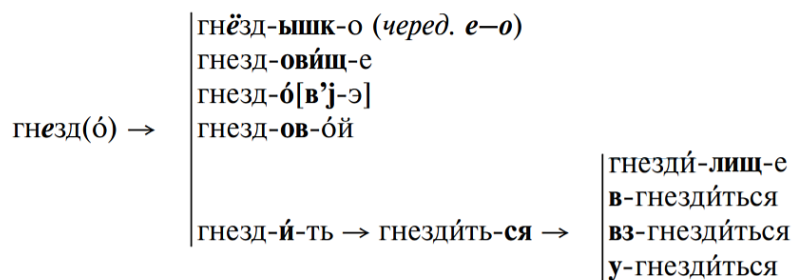 гнёзд-ышк-о (черед. е–о)
гнезд-ови́щ-е
гнезд-о́[в’j-э]
гнезд(о́) →
гнезд-ов-о́й
гнезди́-лищ-е
в-гнезди́ться
вз-гнезди́ться
гнезд-и́-ть → гнезди́ть-ся →
у-гнезди́ться